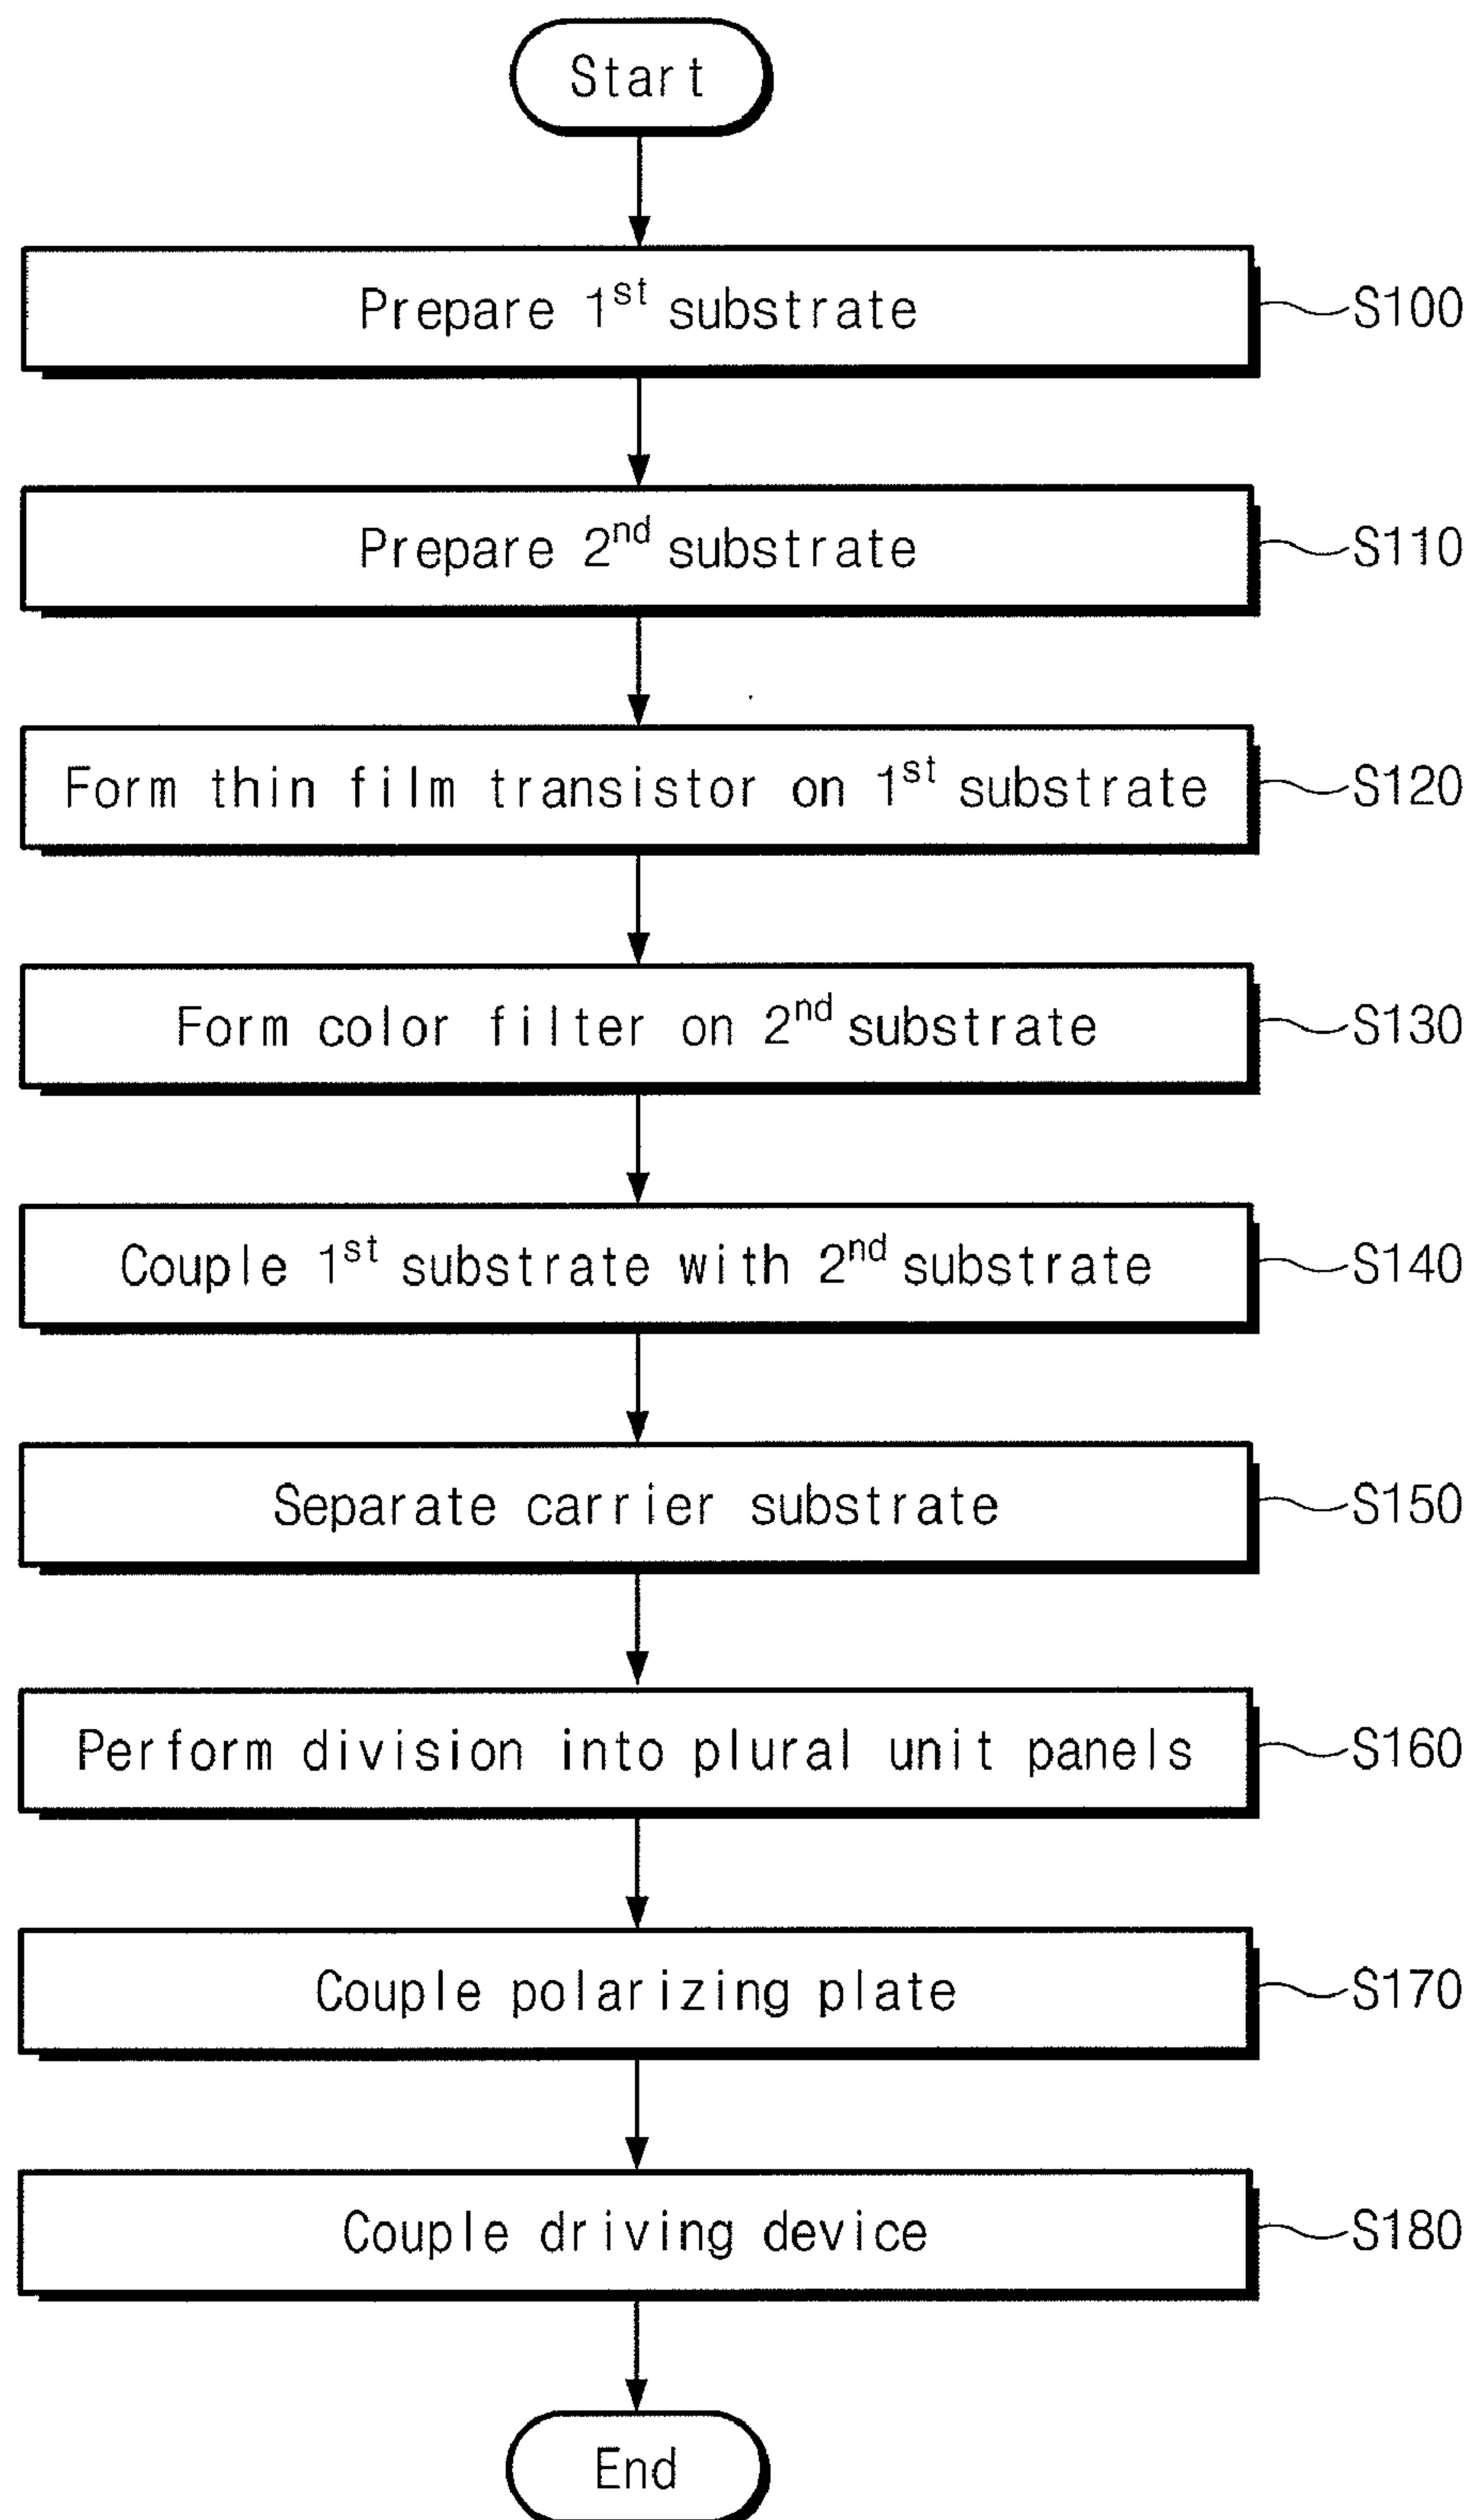 Start
Prepare 1st substrate S100
Prepare 2nd substrate S110
Form thin film transistor on 1st substrate S120
Form color filter on 2nd substrate S130
Couple 1st substrate with 2nd substrate S140
Separate carrier substrate S150
Perform division into plural unit panels S160
Couple polarizing plate S170
Couple driving device S180
End